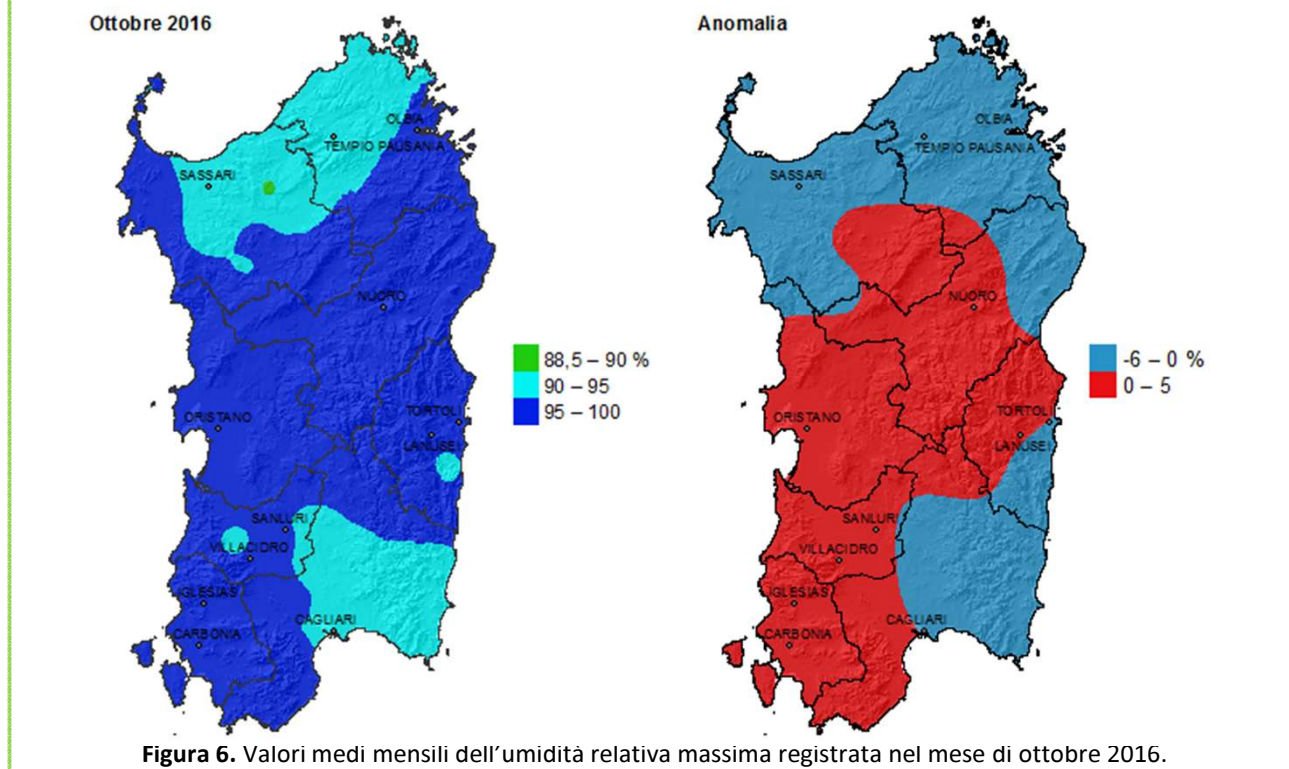 Ottobre 2016
OLBIA
TEMPIO PAUSANIA
SASSARI
NUORO
ORISTANO
TORTOLI
LANUSEI
SANLURI
VILLACIDRO
IGLESIAS
CARBONIA
CAGLIARI
88,5 – 90 %
90 – 95
95 – 100
Anomalia
OLBIA
TEMPIO PAUSANIA
SASSARI
NUORO
ORISTANO
TORTOLI
LANUSEI
SANLURI
VILLACIDRO
IGLESIAS
CARBONIA
CAGLIARI
-6 – 0 %
0 – 5
Figura 6. Valori medi mensili dell'umidità relativa massima registrata nel mese di ottobre 2016.